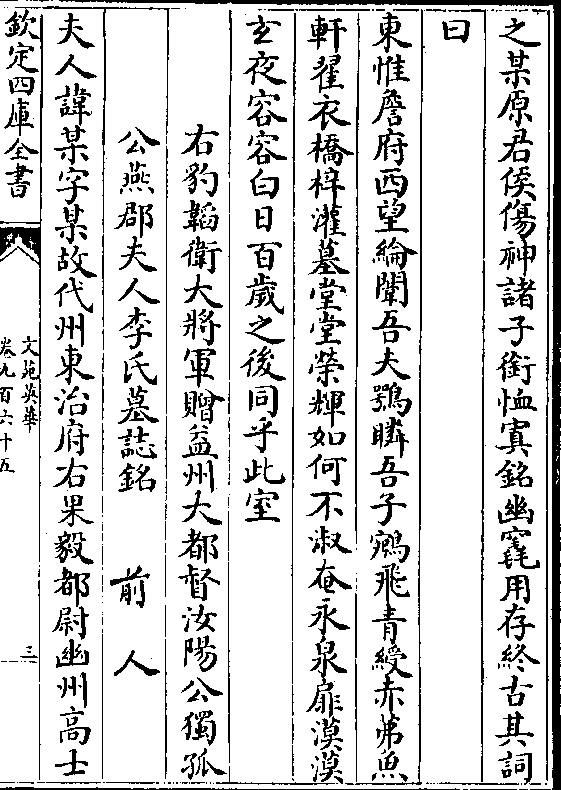 之某原君侯傷神諸子銜恤寘銘幽窀用存終古其詞
曰
東惟詹府西望綸闈吾夫鶚瞵吾子鵷飛青綬赤芾魚
軒翟衣橋梓灌墓堂堂榮輝如何不淑奄永泉扉漠漠
玄夜容容白日百歲之後同乎此室
右豹韜衛大將軍贈益州大都督汝陽公獨孤
公燕郡夫人李氏墓誌銘 前人
夫人諱某字某故代州東冶府右果毅都尉幽州高士
欽定四庫全書
文苑英華
卷九百六十五
三